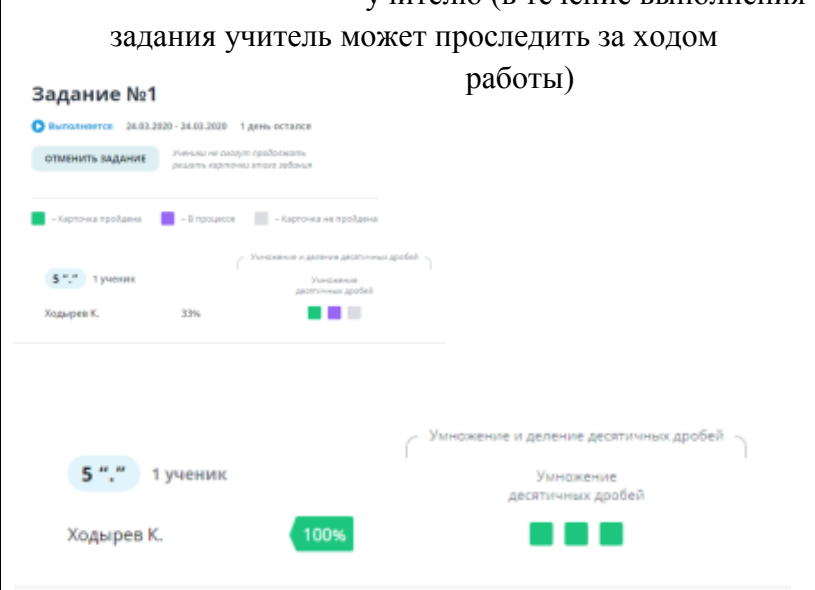 учителю (в течение выполнения
задания учитель может проследить за ходом
работы)
Задание №1
Выполняется 24.03.2020 - 24.03.2020 1 день остался
ОТМЕНИТЬ ЗАДАНИЕ
Ученики не смогут продолжать
решать карточки этого задания
– Карточка пройдена – В процессе – Карточка не пройдена
Умножение и деление десятичных дробей
5 “.” 1 ученик
Умножение
десятичных дробей
Ходырев К. 33%
Умножение и деление десятичных дробей
5 “.” 1 ученик
Умножение
десятичных дробей
Ходырев К. 100%